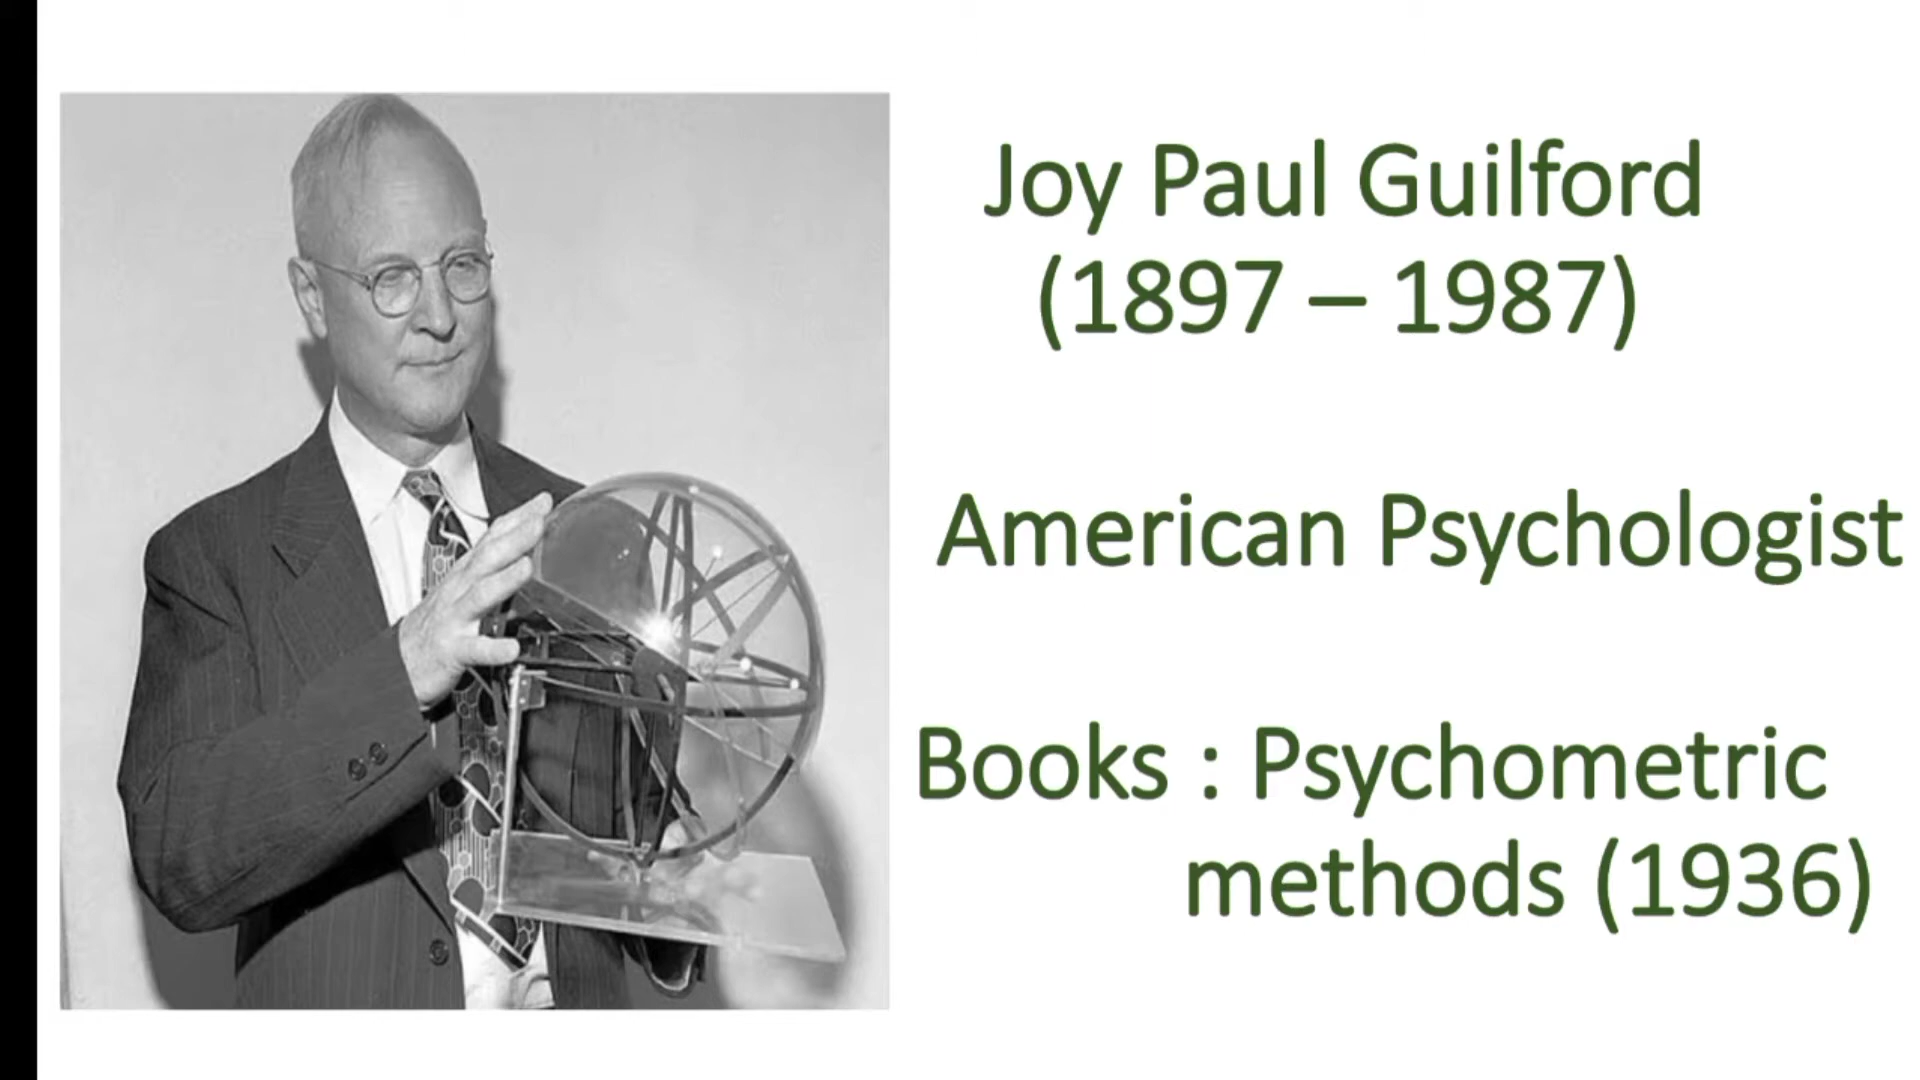 Joy Paul Guilford
(1897 – 1987)
American Psychologist
Books : Psychometric
methods (1936)